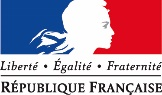 Liberté • Égalité • Fraternité
RÉPUBLIQUE FRANÇAISE